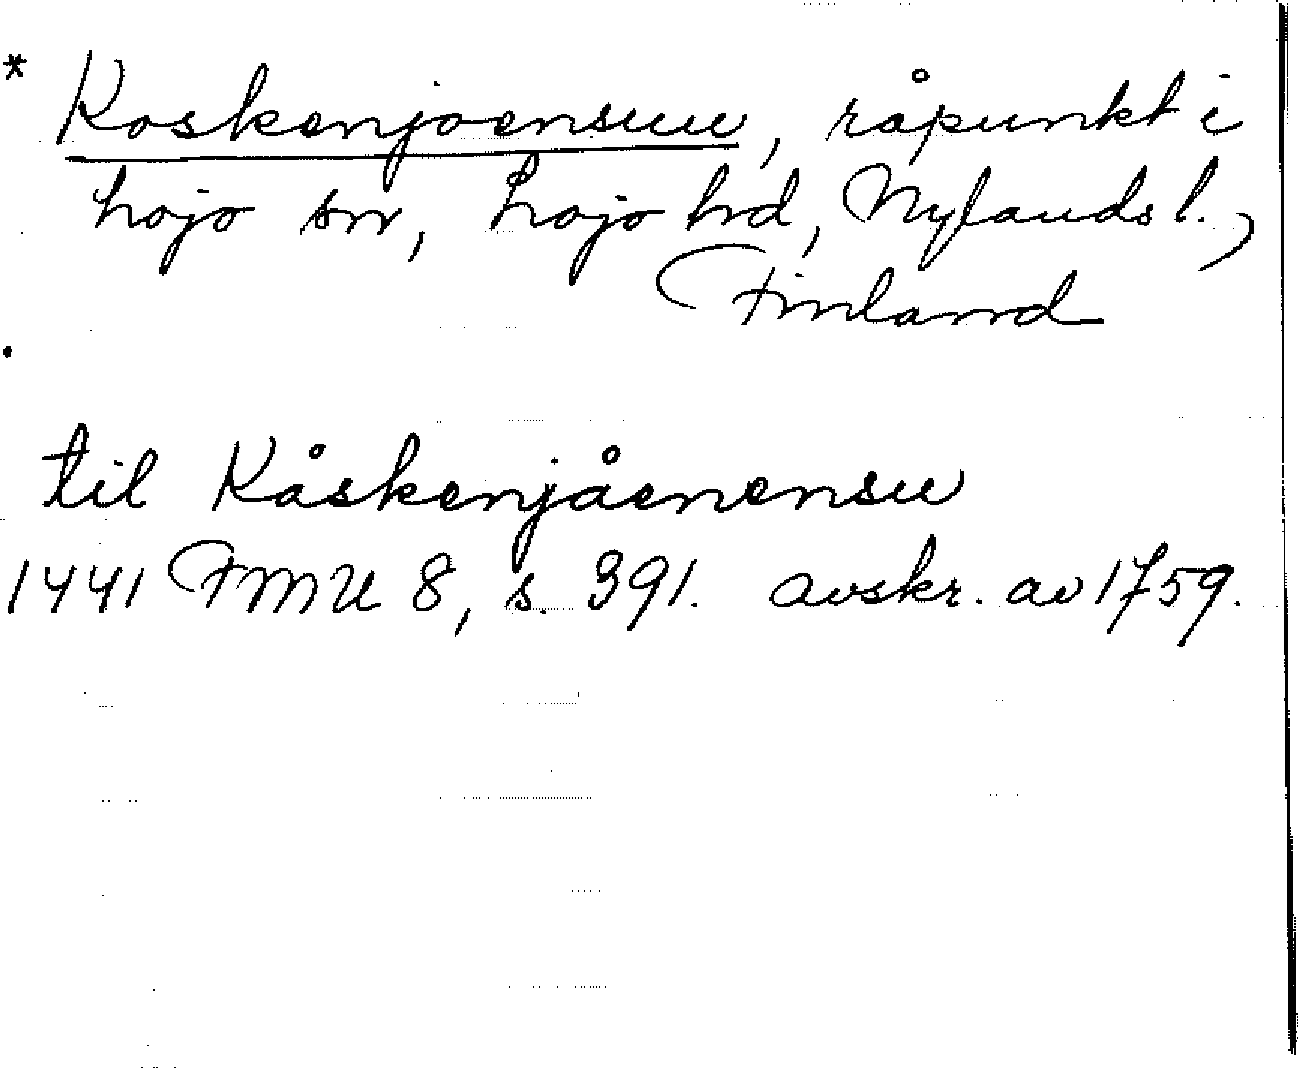 * Koskenjoensuu, råpunkt i
Lojo sn, Lojo hd, Nylands l.,
Finland
til Kåskenjåenensu
1441 FMU 8, s. 391. avskr. av 1759.